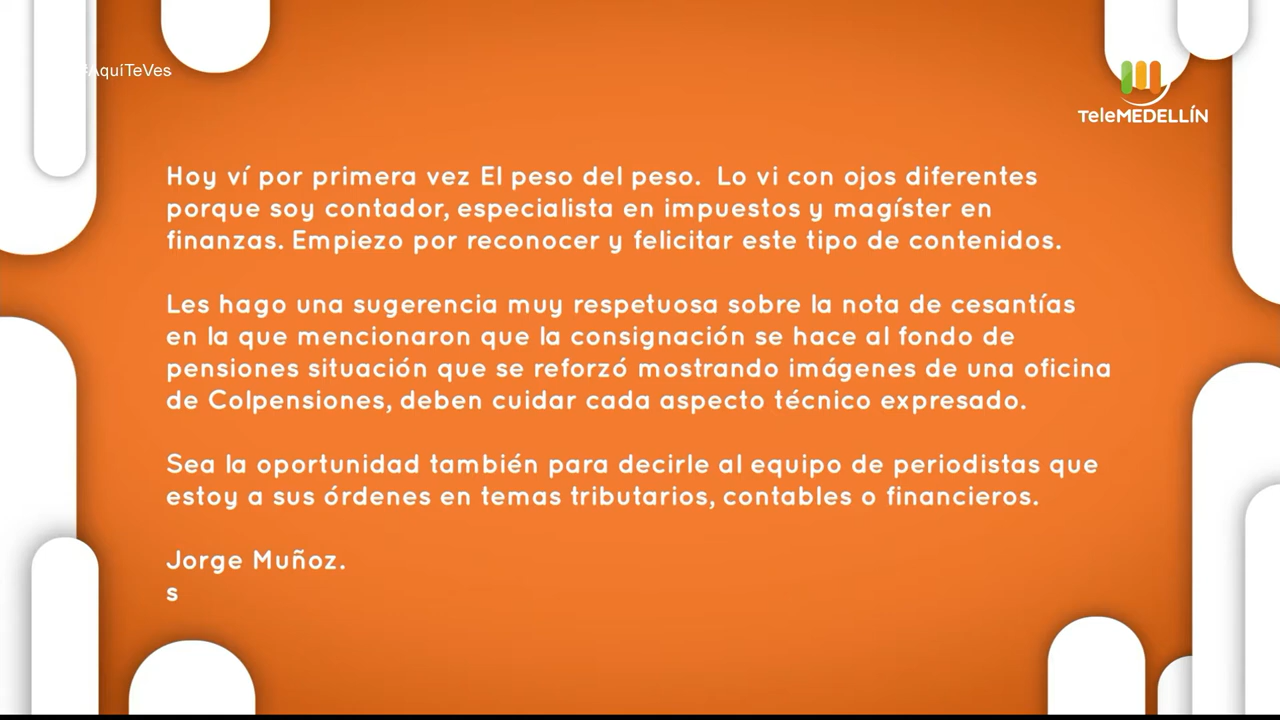 #AquíTeVes
TeleMEDELLÍN
Hoy ví por primera vez El peso del peso.  Lo vi con ojos diferentes
porque soy contador, especialista en impuestos y magíster en
finanzas. Empiezo por reconocer y felicitar este tipo de contenidos.
Les hago una sugerencia muy respetuosa sobre la nota de cesantías
en la que mencionaron que la consignación se hace al fondo de
pensiones situación que se reforzó mostrando imágenes de una oficina
de Colpensiones, deben cuidar cada aspecto técnico expresado.
Sea la oportunidad también para decirle al equipo de periodistas que
estoy a sus órdenes en temas tributarios, contables o financieros.
Jorge Muñoz.
s